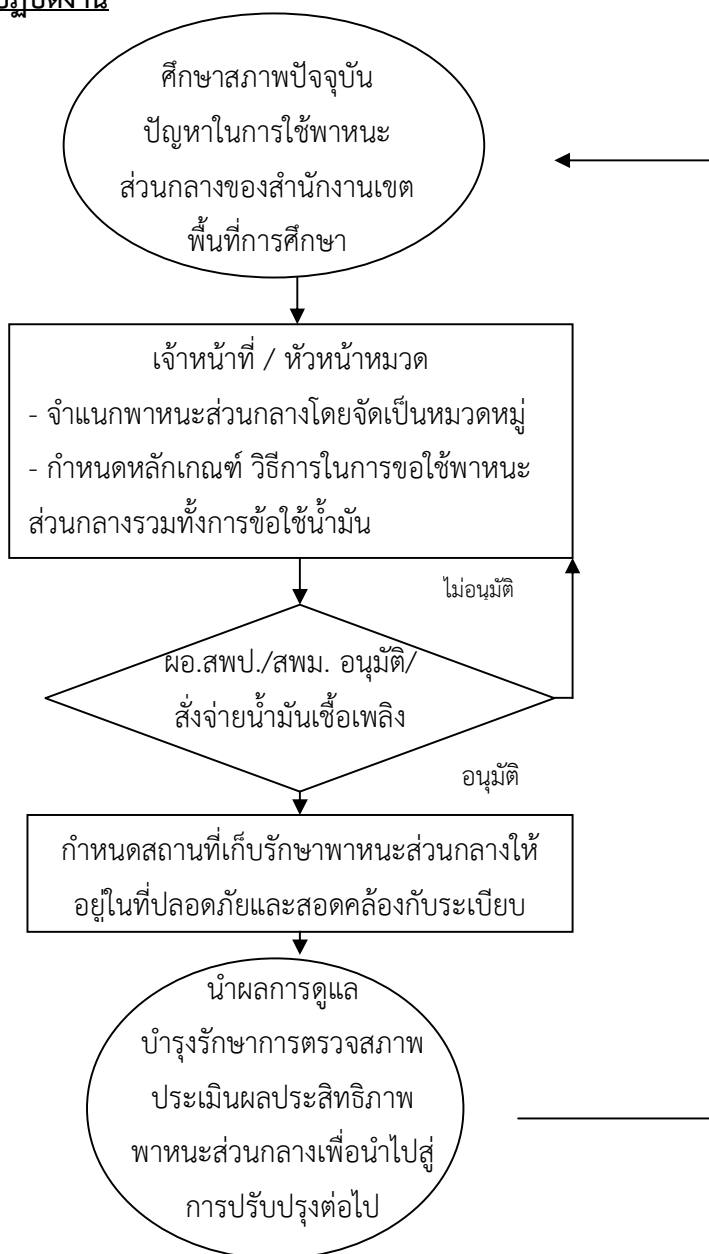 ปฏิบัติงาน
ศึกษาสภาพปัจจุบัน
ปัญหาในการใช้พาหนะ
ส่วนกลางของสำนักงานเขต
พื้นที่การศึกษา
เจ้าหน้าที่ / หัวหน้าหมวด
- จำแนกพาหนะส่วนกลางโดยจัดเป็นหมวดหมู่
- กำหนดหลักเกณฑ์ วิธีการในการขอใช้พาหนะ
ส่วนกลางรวมทั้งการข้อใช้น้ำมัน
ไม่อนุมัติ
ผอ.สพป./สพม. อนุมัติ/
สั่งจ่ายน้ำมันเชื้อเพลิง
อนุมัติ
กำหนดสถานที่เก็บรักษาพาหนะส่วนกลางให้
อยู่ในที่ปลอดภัยและสอดคล้องกับระเบียบ
นำผลการดูแล
บำรุงรักษาการตรวจสภาพ
ประเมินผลประสิทธิภาพ
พาหนะส่วนกลางเพื่อนำไปสู่
การปรับปรุงต่อไป